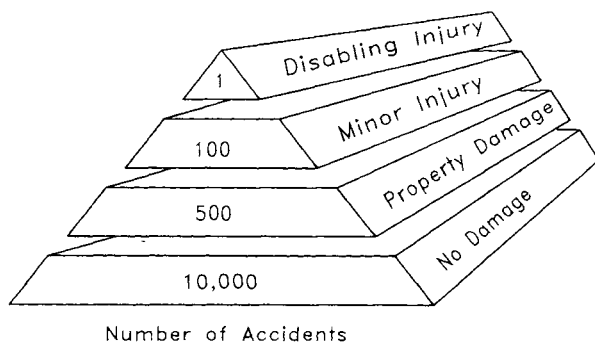 1 Disabling Injury
100 Minor Injury
500 Property Damage
10,000 No Damage
Number of Accidents